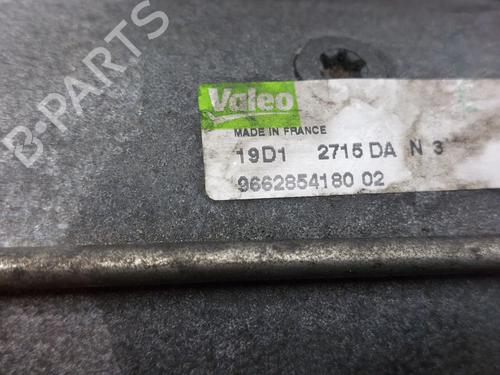 B-PARTS
Valeo
MADE IN FRANCE
19D1 2715 DA N 3
9662854180 02